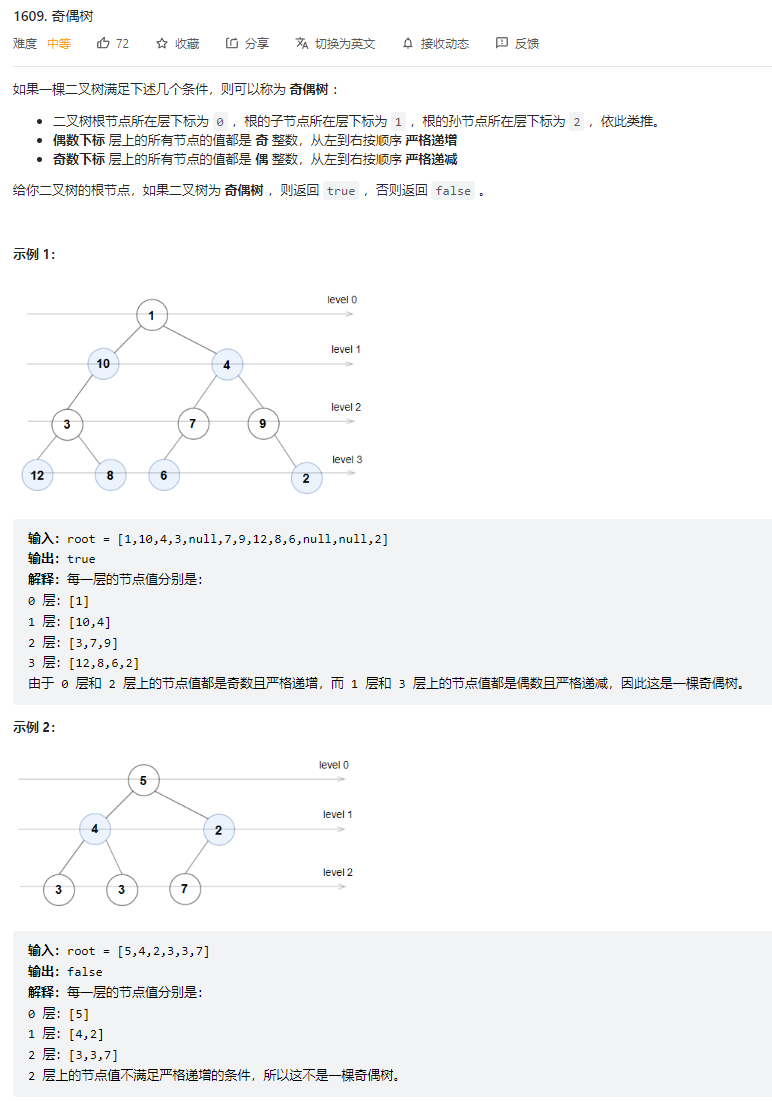 1609. 奇偶树
难度 中等 72 收藏 分享 切换为英文 接收动态 反馈
如果一棵二叉树满足下述几个条件，则可以称为 奇偶树 ：
二叉树根节点所在层下标为 0 ，根的子节点所在层下标为 1 ，根的孙节点所在层下标为 2 ，依此类推。
偶数下标 层上的所有节点的值都是 奇 整数，从左到右按顺序 严格递增
奇数下标 层上的所有节点的值都是 偶 整数，从左到右按顺序 严格递减
给你二叉树的根节点，如果二叉树为 奇偶树 ，则返回 true ，否则返回 false 。
示例 1：
level 0
1
level 1
10 4
level 2
3 7 9
level 3
12 8 6 2
输入：root = [1,10,4,3,null,7,9,12,8,6,null,null,2]
输出：true
解释：每一层的节点值分别是：
0 层：[1]
1 层：[10,4]
2 层：[3,7,9]
3 层：[12,8,6,2]
由于 0 层和 2 层上的节点值都是奇数且严格递增，而 1 层和 3 层上的节点值都是偶数且严格递减，因此这是一棵奇偶树。
示例 2：
level 0
5
level 1
4 2
level 2
3 3 7
输入：root = [5,4,2,3,3,7]
输出：false
解释：每一层的节点值分别是：
0 层：[5]
1 层：[4,2]
2 层：[3,3,7]
2 层上的节点值不满足严格递增的条件，所以这不是一棵奇偶树。